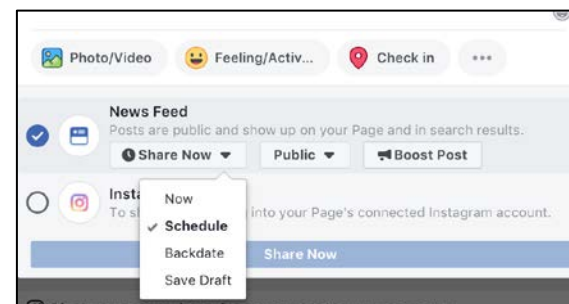 Photo/Video Feeling/Activ... Check in
News Feed
Posts are public and show up on your Page and in search results.
Share Now Public Boost Post
Insta
To sh into your Page's connected Instagram account.
Now
Schedule
Backdate
Save Draft
Share Now